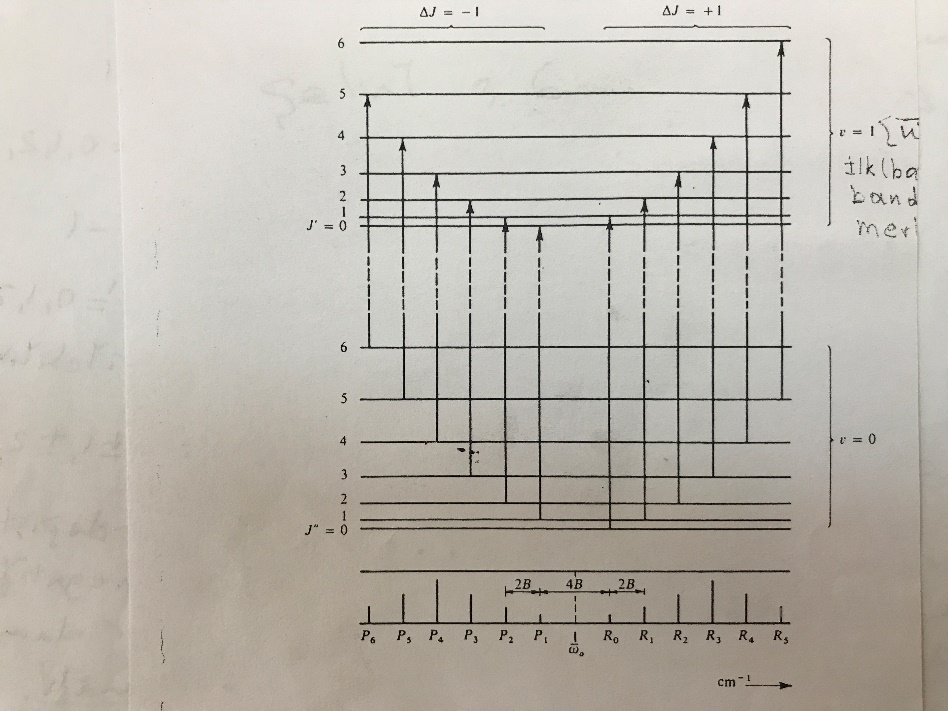 ΔJ = −1 ΔJ = +1
6
5
4
3
2
1
J′ = 0
v = 1
ilk (ba
band
mer
6
5
4
3
2
1
J″ = 0
v = 0
2B 4B 2B
P₆ P₅ P₄ P₃ P₂ P₁ ω̄ₒ R₀ R₁ R₂ R₃ R₄ R₅
cm⁻¹